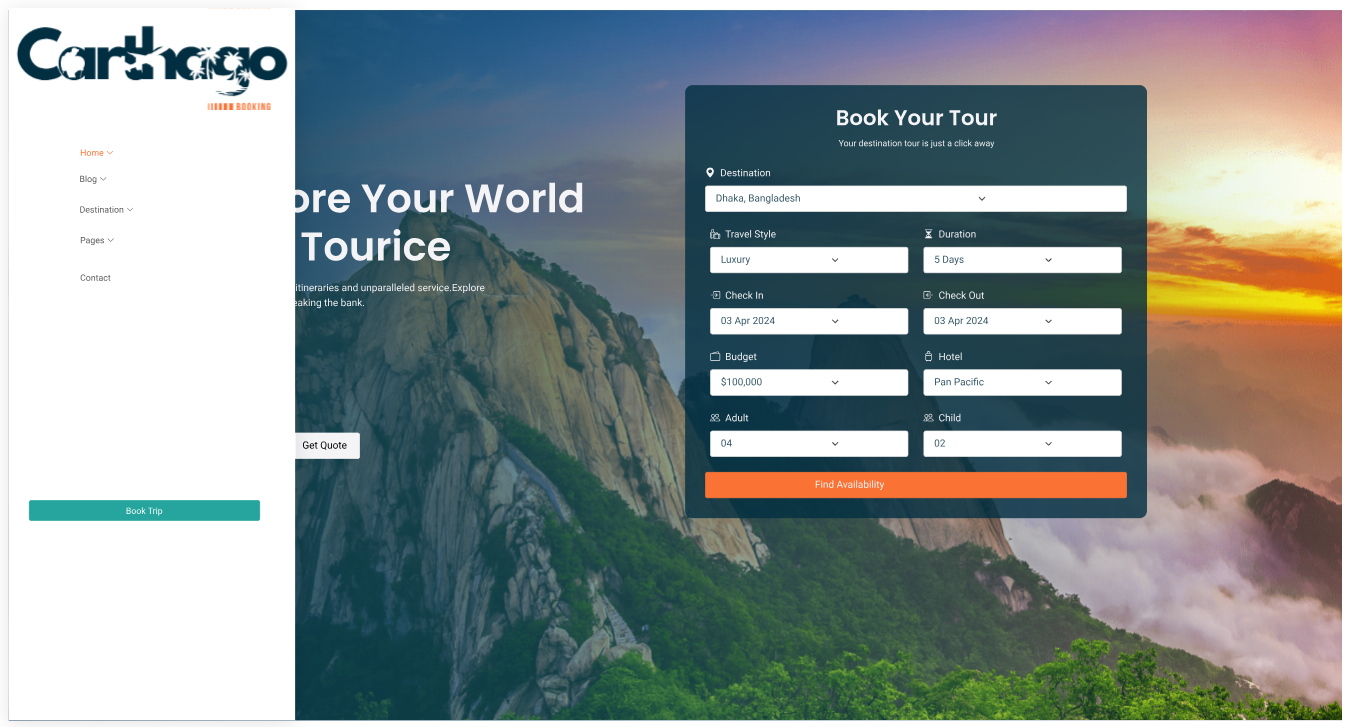 Carthago
BOOKING
Home
Blog
Destination
Pages
Contact
Book Trip
ore Your World
Tourice
itineraries and unparalleled service.Explore
eaking the bank.
Get Quote
Book Your Tour
Your destination tour is just a click away
Destination
Dhaka, Bangladesh
Travel Style
Duration
Luxury
5 Days
Check In
Check Out
03 Apr 2024
03 Apr 2024
Budget
Hotel
$100,000
Pan Pacific
Adult
Child
04
02
Find Availability